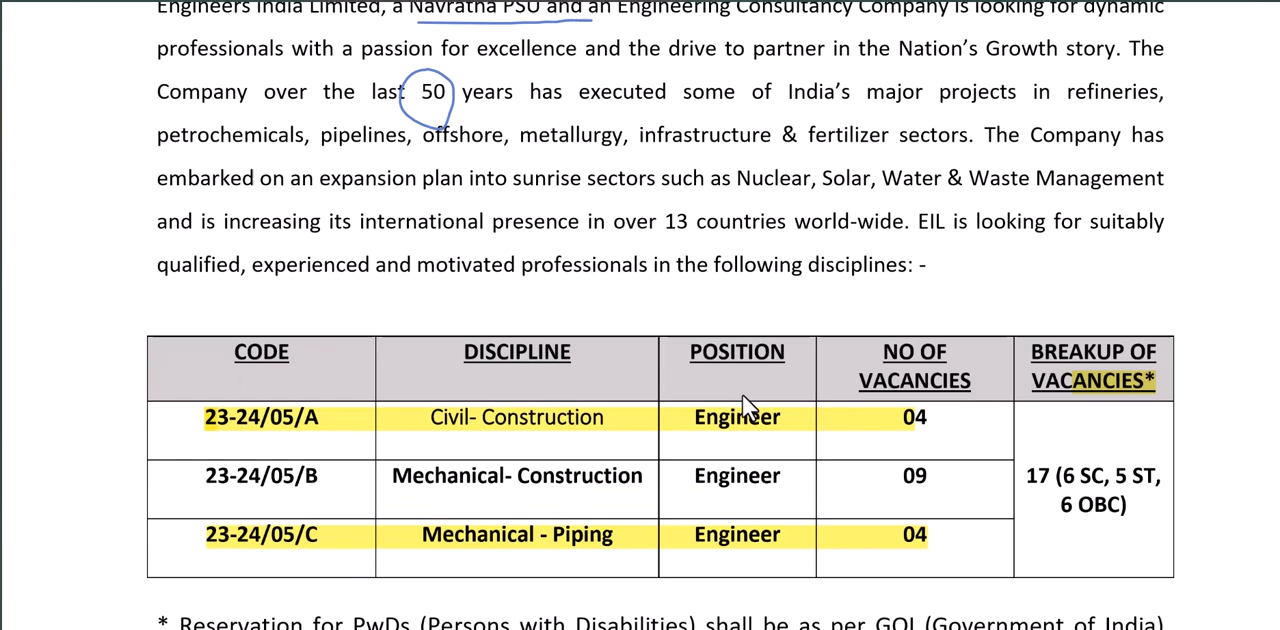 Engineers India Limited, a Navratna PSU and an Engineering Consultancy Company is looking for dynamic
professionals with a passion for excellence and the drive to partner in the Nation’s Growth story. The
Company over the last 50 years has executed some of India’s major projects in refineries,
petrochemicals, pipelines, offshore, metallurgy, infrastructure & fertilizer sectors. The Company has
embarked on an expansion plan into sunrise sectors such as Nuclear, Solar, Water & Waste Management
and is increasing its international presence in over 13 countries world-wide. EIL is looking for suitably
qualified, experienced and motivated professionals in the following disciplines: -
CODE DISCIPLINE POSITION NO OF VACANCIES BREAKUP OF VACANCIES*
23-24/05/A Civil- Construction Engineer 04
23-24/05/B Mechanical- Construction Engineer 09 17 (6 SC, 5 ST, 6 OBC)
23-24/05/C Mechanical - Piping Engineer 04
* Reservation for PwDs (Persons with Disabilities) shall be as per GOI (Government of India)